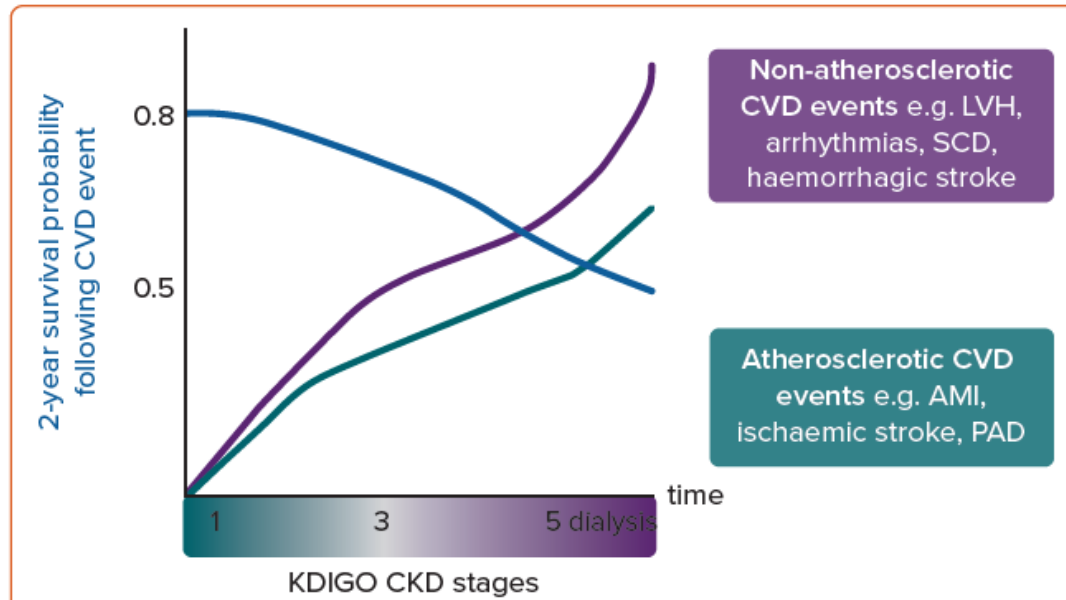 2-year survival probability
following CVD event
0.8
0.5
Non-atherosclerotic
CVD events e.g. LVH,
arrhythmias, SCD,
haemorrhagic stroke
Atherosclerotic CVD
events e.g. AMI,
ischaemic stroke, PAD
time
1 3 5 dialysis
KDIGO CKD stages